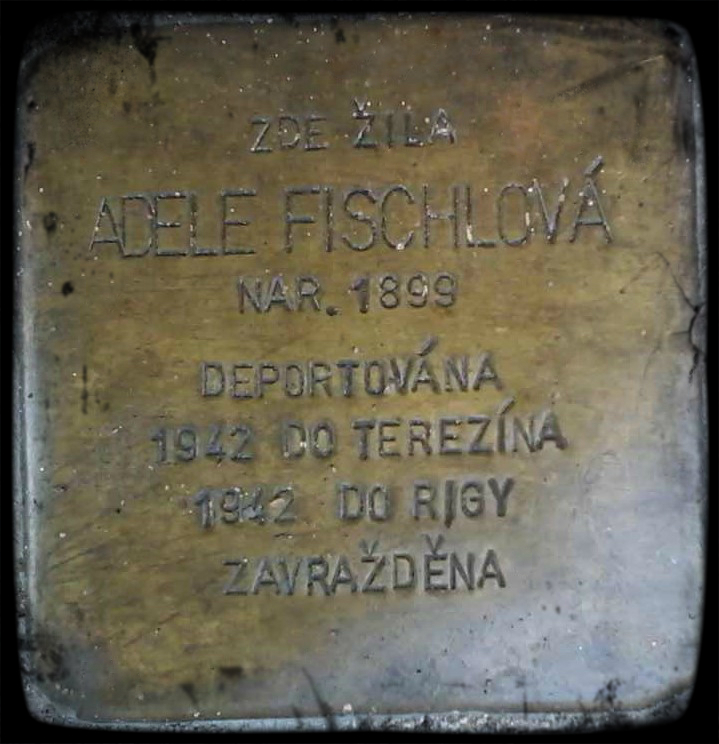 ZDE ŽILA
ADELE FISCHLOVÁ
NAR. 1899
DEPORTOVÁNA
1942 DO TEREZÍNA
1942 DO RIGY
ZAVRAŽDĚNA